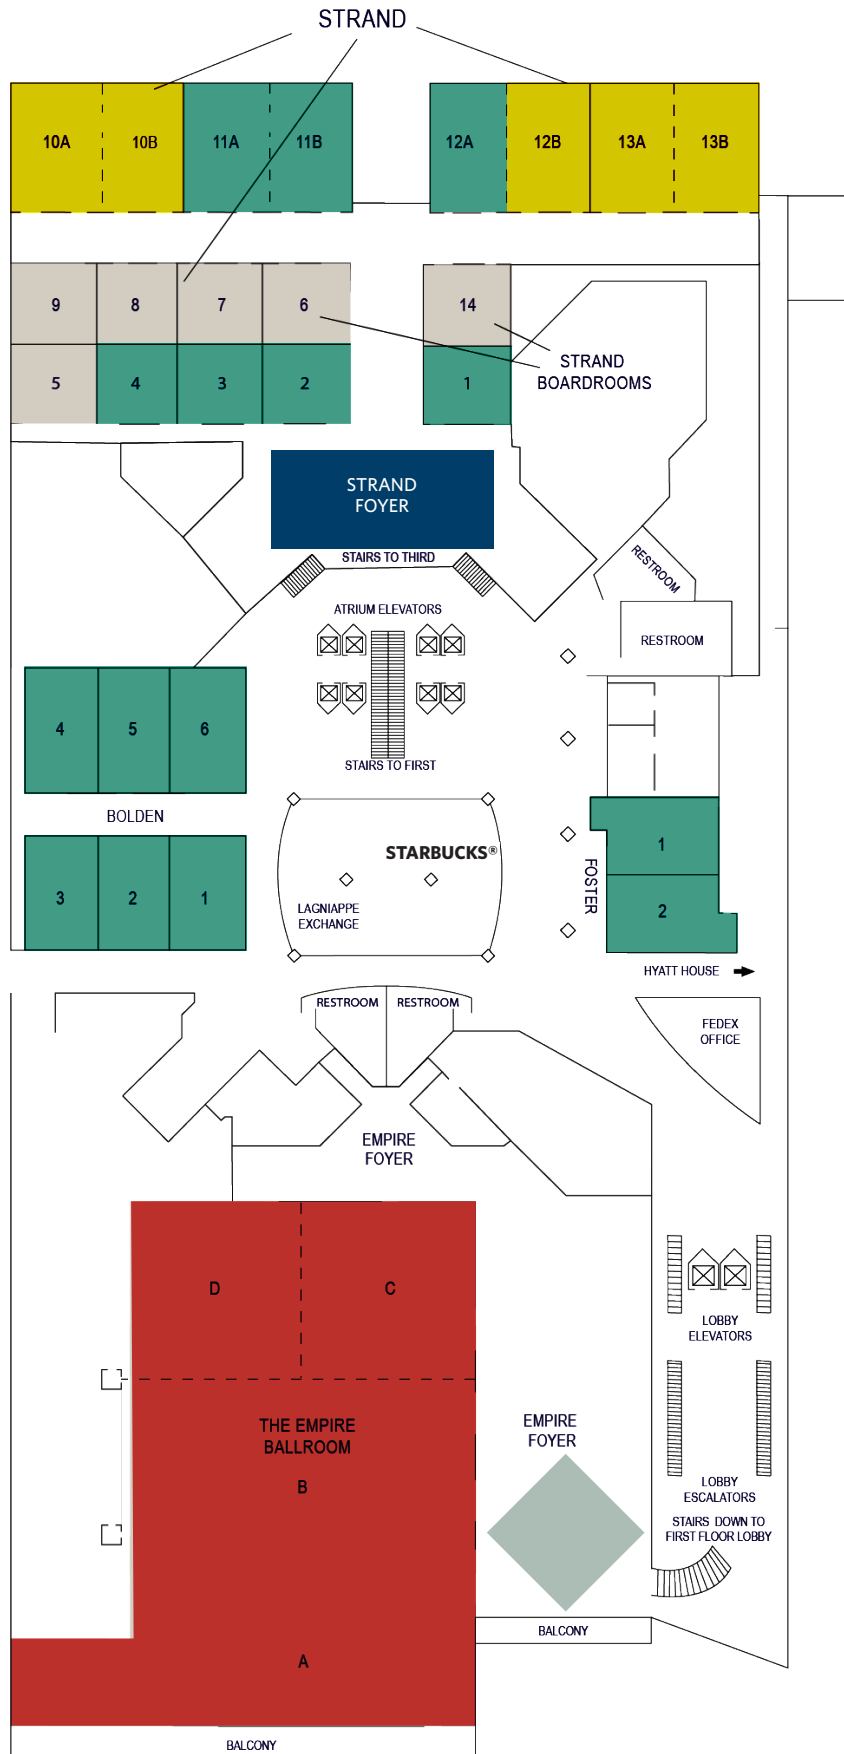 STRAND
10A 10B 11A 11B 12A 12B 13A 13B
9 8 7 6 14
STRAND
BOARDROOMS
5 4 3 2 1
STRAND
FOYER
STAIRS TO THIRD
RESTROOM
ATRIUM ELEVATORS
RESTROOM
4 5 6
STAIRS TO FIRST
BOLDEN
STARBUCKS®
1
FOSTER
3 2 1
LAGNIAPPE
EXCHANGE
2
HYATT HOUSE
RESTROOM RESTROOM
FEDEX
OFFICE
EMPIRE
FOYER
D C
LOBBY
ELEVATORS
THE EMPIRE
BALLROOM
EMPIRE
FOYER
B
LOBBY
ESCALATORS
STAIRS DOWN TO
FIRST FLOOR LOBBY
BALCONY
A
BALCONY